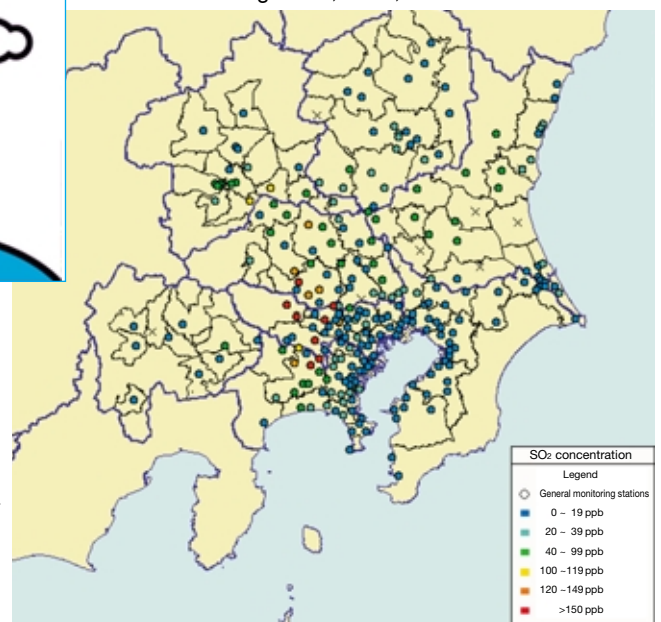 SO2 concentration
Legend
General monitoring stations
0 ~ 19 ppb
20 ~ 39 ppb
40 ~ 99 ppb
100 ~119 ppb
120 ~149 ppb
>150 ppb